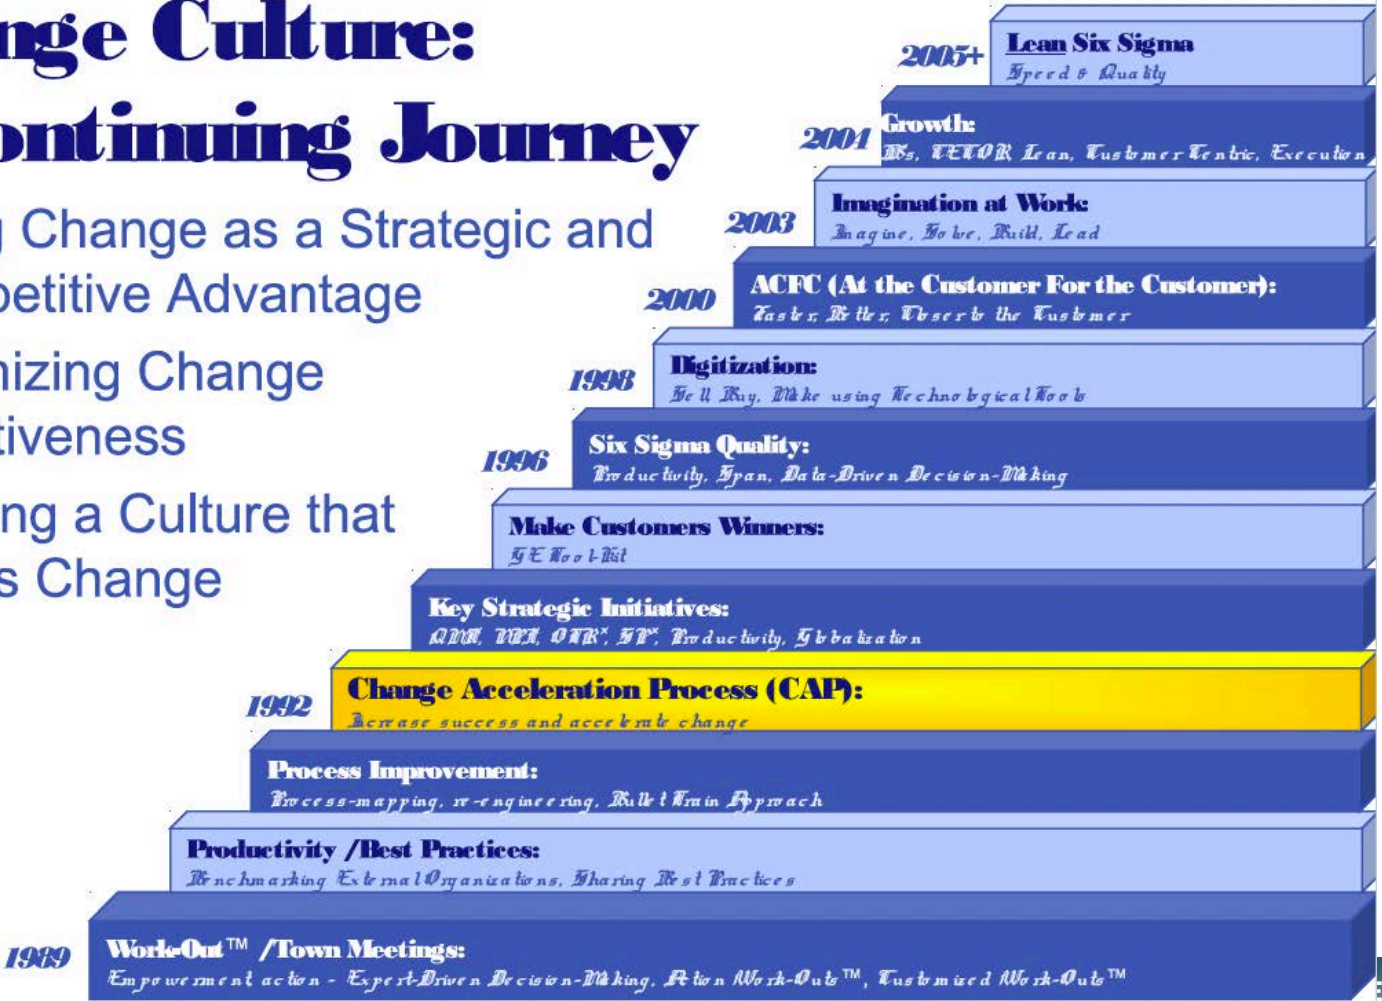 nge Culture:
ontinuing Journey
g Change as a Strategic and
petitive Advantage
nizing Change
tiveness
ng a Culture that
s Change
2005+
Lean Six Sigma
Speed & Quality
2004
Growth:
IBs, CECOR Lean, Customer Centric, Execution
2003
Imagination at Work:
Imagine, Solve, Build, Lead
2000
ACFC (At the Customer For the Customer):
Faster, Better, Closer to the Customer
1998
Digitization:
Sell Buy, Make using Technological Tools
1996
Six Sigma Quality:
Productivity, Span, Data-Driven Decision-Making
Make Customers Winners:
GE Tool-Kit
Key Strategic Initiatives:
QMI, NPI, OTR*, SP*, Productivity, Globalization
1992
Change Acceleration Process (CAP):
Increase success and accelerate change
Process Improvement:
Process-mapping, re-engineering, Bullet Train Approach
Productivity /Best Practices:
Benchmarking External Organizations, Sharing Best Practices
1989
Work-Out™ /Town Meetings:
Empowerment action - Expert-Driven Decision-Making, Action Work-Outs™, Customized Work-Outs™